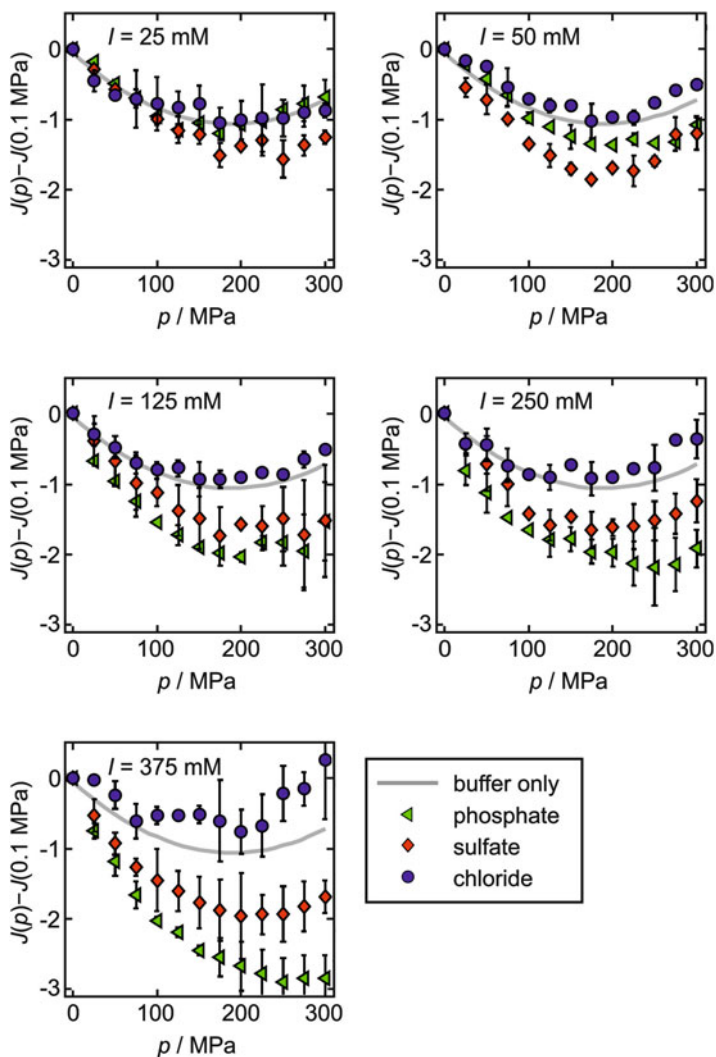 I = 25 mM
J(p)–J(0.1 MPa)
0
-1
-2
-3
0 100 200 300
p / MPa
I = 50 mM
J(p)–J(0.1 MPa)
0
-1
-2
-3
0 100 200 300
p / MPa
I = 125 mM
J(p)–J(0.1 MPa)
0
-1
-2
-3
0 100 200 300
p / MPa
I = 250 mM
J(p)–J(0.1 MPa)
0
-1
-2
-3
0 100 200 300
p / MPa
I = 375 mM
J(p)–J(0.1 MPa)
0
-1
-2
-3
0 100 200 300
p / MPa
buffer only
phosphate
sulfate
chloride